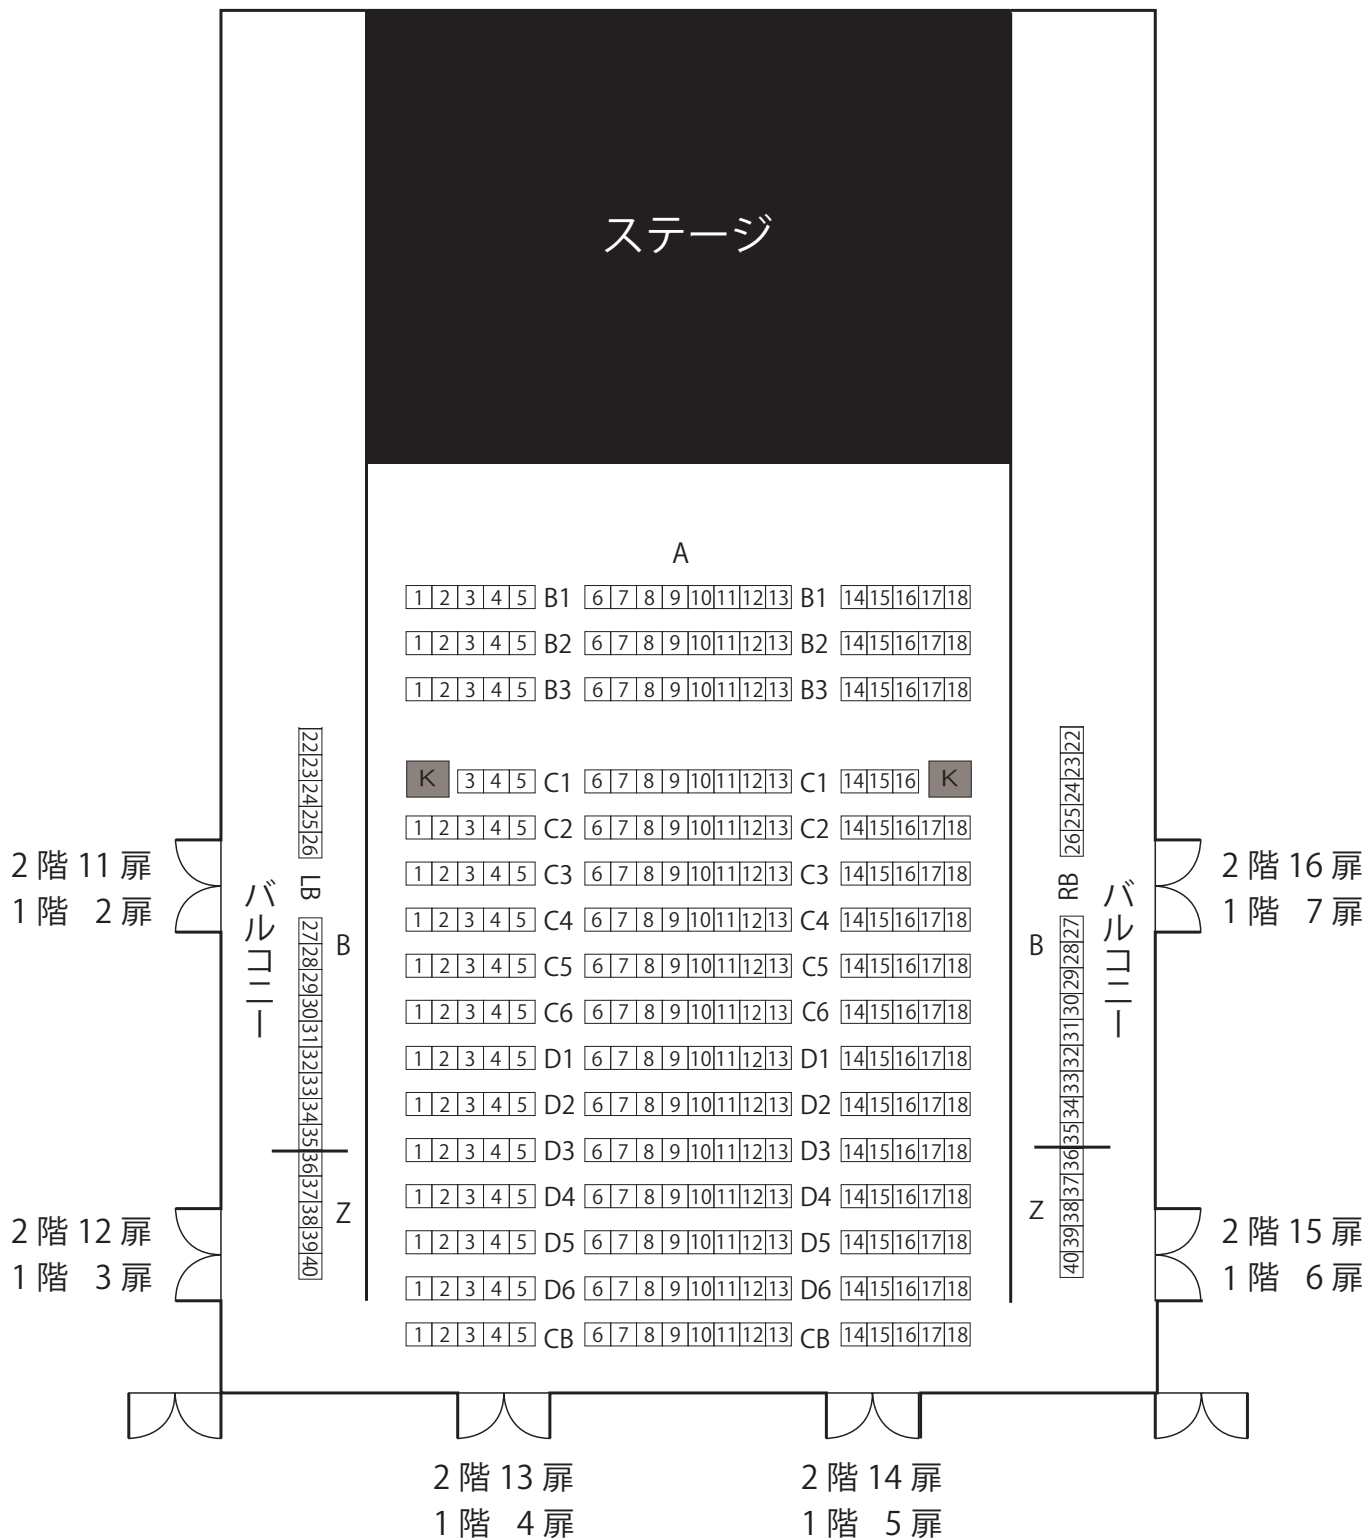 ステージ
A
1 2 3 4 5 B1 6 7 8 9 10 11 12 13 B1 14 15 16 17 18
1 2 3 4 5 B2 6 7 8 9 10 11 12 13 B2 14 15 16 17 18
1 2 3 4 5 B3 6 7 8 9 10 11 12 13 B3 14 15 16 17 18
K 3 4 5 C1 6 7 8 9 10 11 12 13 C1 14 15 16 K
1 2 3 4 5 C2 6 7 8 9 10 11 12 13 C2 14 15 16 17 18
1 2 3 4 5 C3 6 7 8 9 10 11 12 13 C3 14 15 16 17 18
1 2 3 4 5 C4 6 7 8 9 10 11 12 13 C4 14 15 16 17 18
1 2 3 4 5 C5 6 7 8 9 10 11 12 13 C5 14 15 16 17 18
1 2 3 4 5 C6 6 7 8 9 10 11 12 13 C6 14 15 16 17 18
1 2 3 4 5 D1 6 7 8 9 10 11 12 13 D1 14 15 16 17 18
1 2 3 4 5 D2 6 7 8 9 10 11 12 13 D2 14 15 16 17 18
1 2 3 4 5 D3 6 7 8 9 10 11 12 13 D3 14 15 16 17 18
1 2 3 4 5 D4 6 7 8 9 10 11 12 13 D4 14 15 16 17 18
1 2 3 4 5 D5 6 7 8 9 10 11 12 13 D5 14 15 16 17 18
1 2 3 4 5 D6 6 7 8 9 10 11 12 13 D6 14 15 16 17 18
1 2 3 4 5 CB 6 7 8 9 10 11 12 13 CB 14 15 16 17 18
22 23 24 25 26 LB 27 28 29 30 31 32 33 34 35 36 37 38 39 40
バルコニー
B
Z
22 23 24 25 26 RB 27 28 29 30 31 32 33 34 35 36 37 38 39 40
バルコニー
B
Z
2 階 11 扉
1 階 2 扉
2 階 12 扉
1 階 3 扉
2 階 16 扉
1 階 7 扉
2 階 15 扉
1 階 6 扉
2 階 13 扉
1 階 4 扉
2 階 14 扉
1 階 5 扉